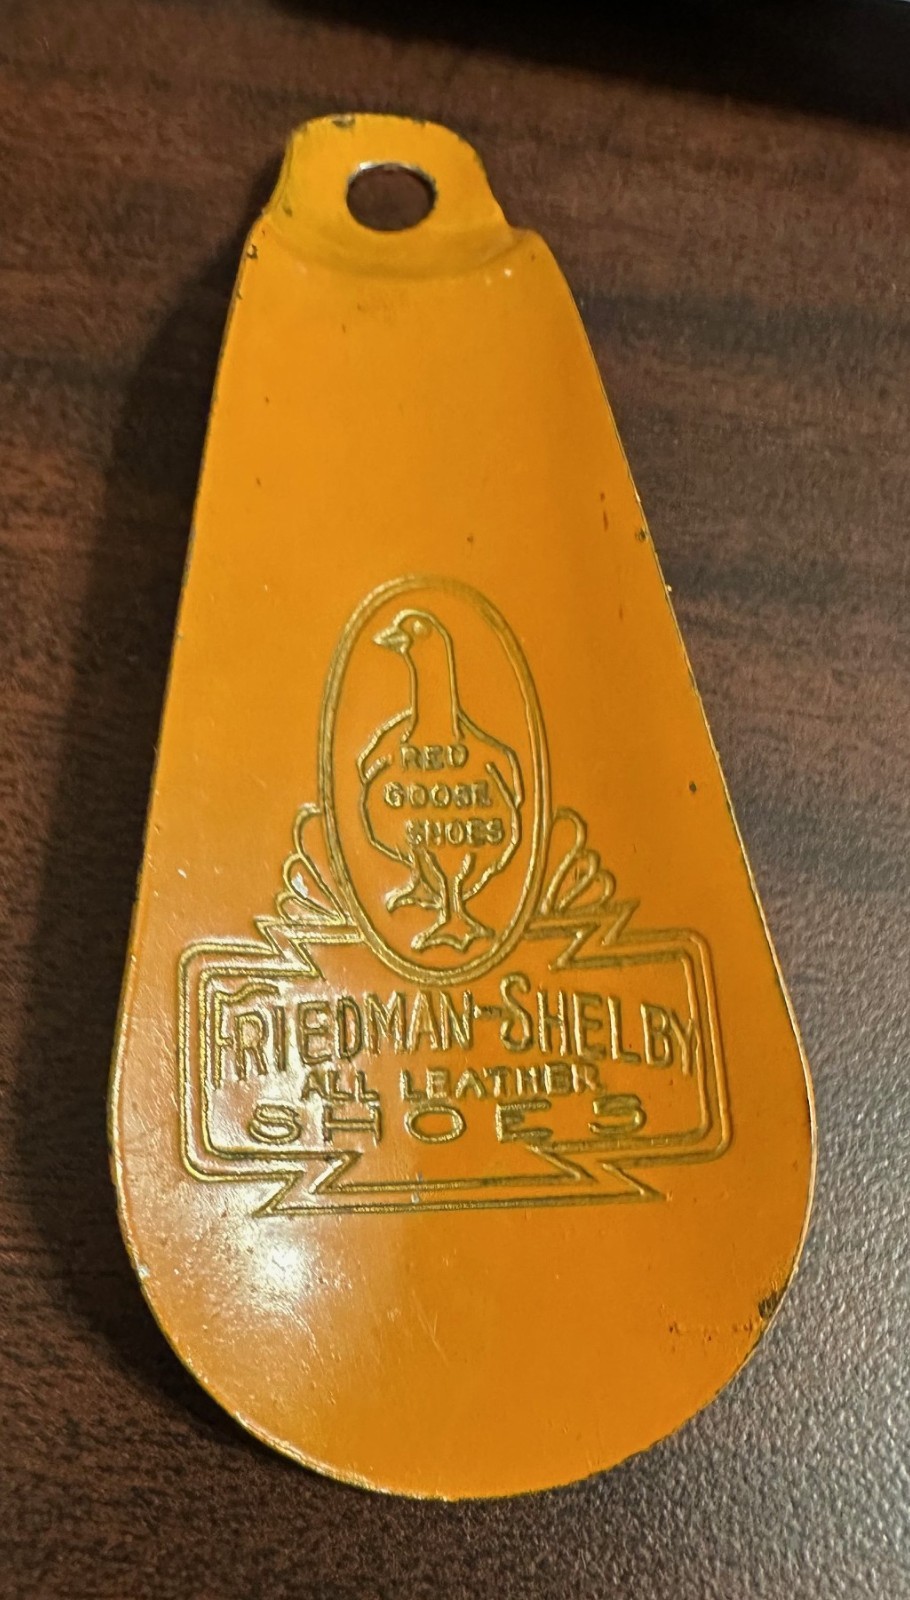 RED
GOOSE
SHOES
FRIEDMAN-SHELBY
ALL LEATHER
SHOES